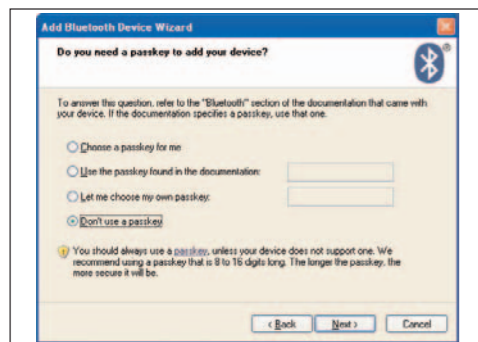 Add Bluetooth Device Wizard
Do you need a passkey to add your device?
®
To answer this question, refer to the "Bluetooth" section of the documentation that came with
your device. If the documentation specifies a passkey, use that one.
Choose a passkey for me
Use the passkey found in the documentation:
Let me choose my own passkey:
Don't use a passkey
You should always use a passkey, unless your device does not support one. We
recommend using a passkey that is 8 to 16 digits long. The longer the passkey, the
more secure it will be.
< Back Next > Cancel